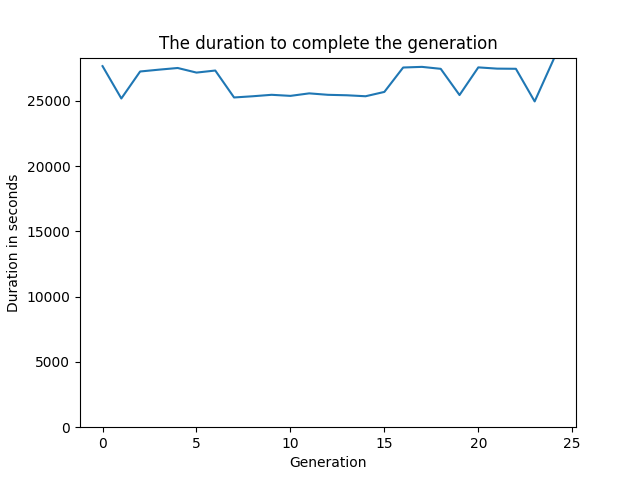 The duration to complete the generation
Duration in seconds
25000
20000
15000
10000
5000
0
0 5 10 15 20 25
Generation